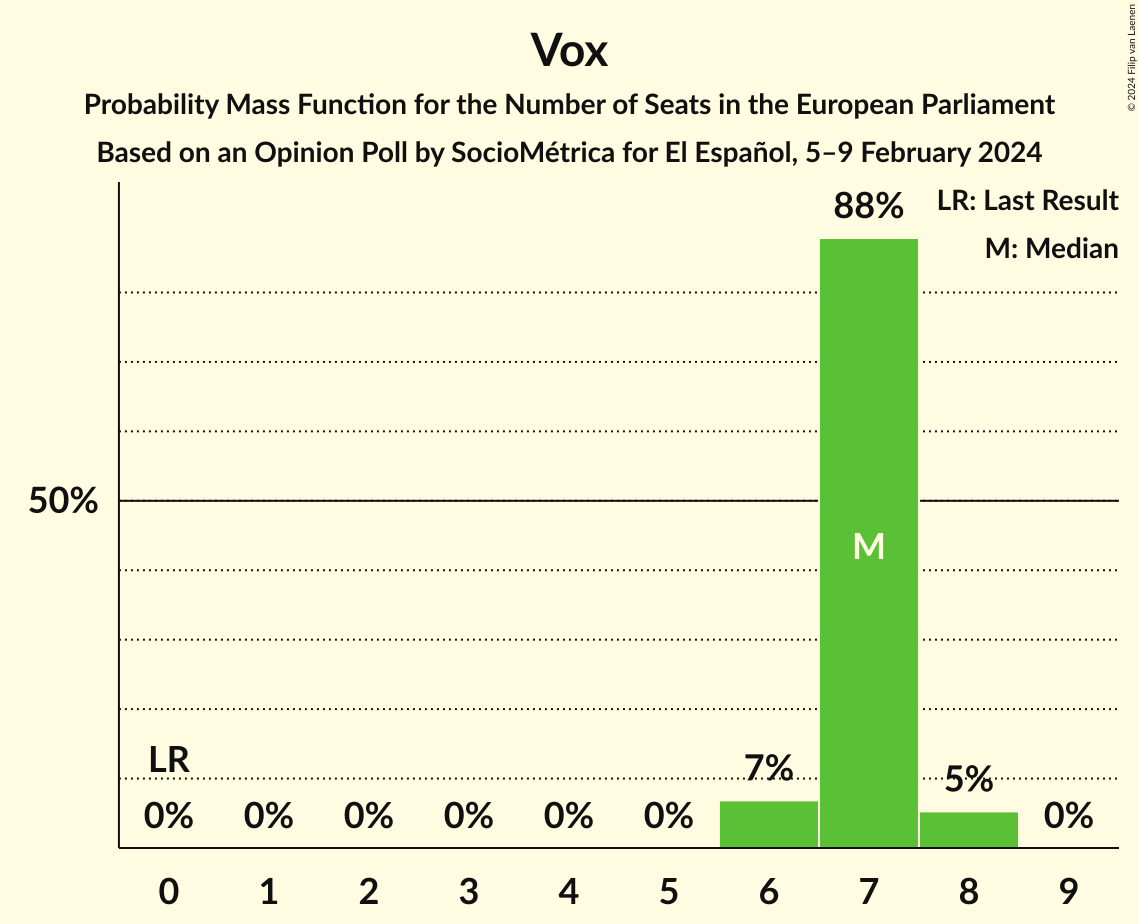 Vox
Probability Mass Function for the Number of Seats in the European Parliament
Based on an Opinion Poll by SocioMétrica for El Español, 5–9 February 2024
© 2024 Filip van Laenen
LR: Last Result
M: Median
88%
50%
M
LR
7%
5%
0% 0% 0% 0% 0% 0% 0%
0 1 2 3 4 5 6 7 8 9